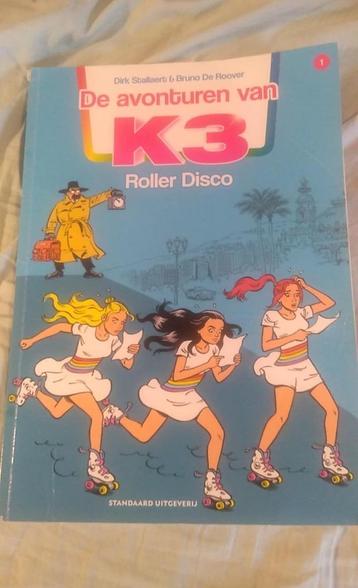 Dirk Stallaert & Bruno De Roover
1
De avonturen van
K3
Roller Disco
STANDAARD UITGEVERIJ